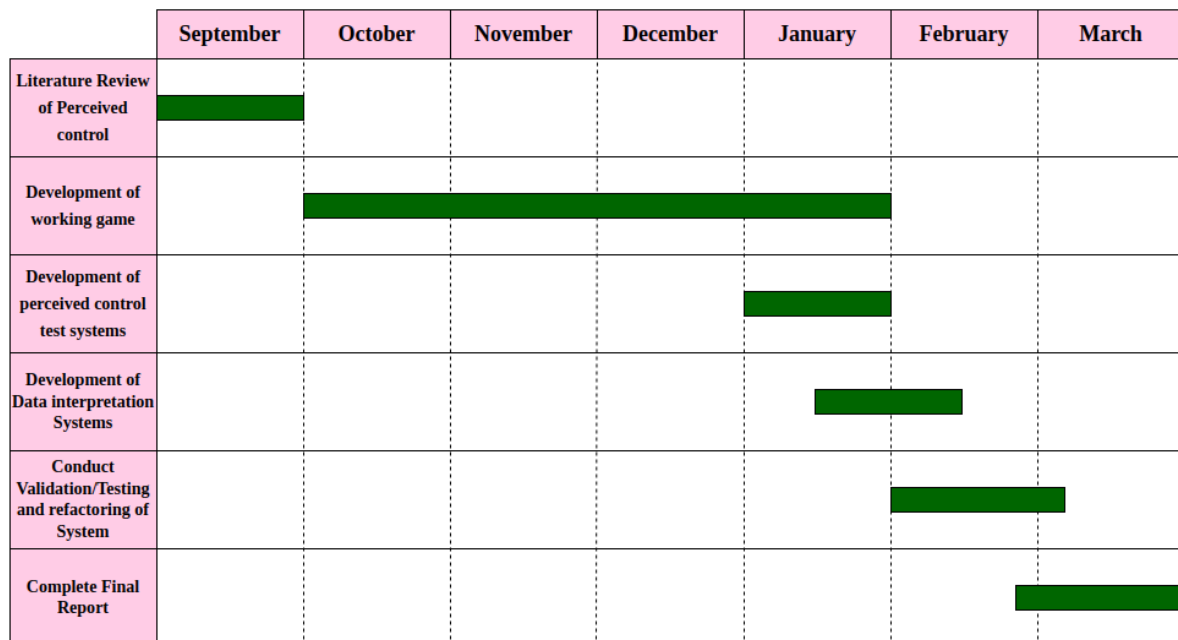 September October November December January February March
Literature Review
of Perceived
control
Development of
working game
Development of
perceived control
test systems
Development of
Data interpretation
Systems
Conduct
Validation/Testing
and refactoring of
System
Complete Final
Report